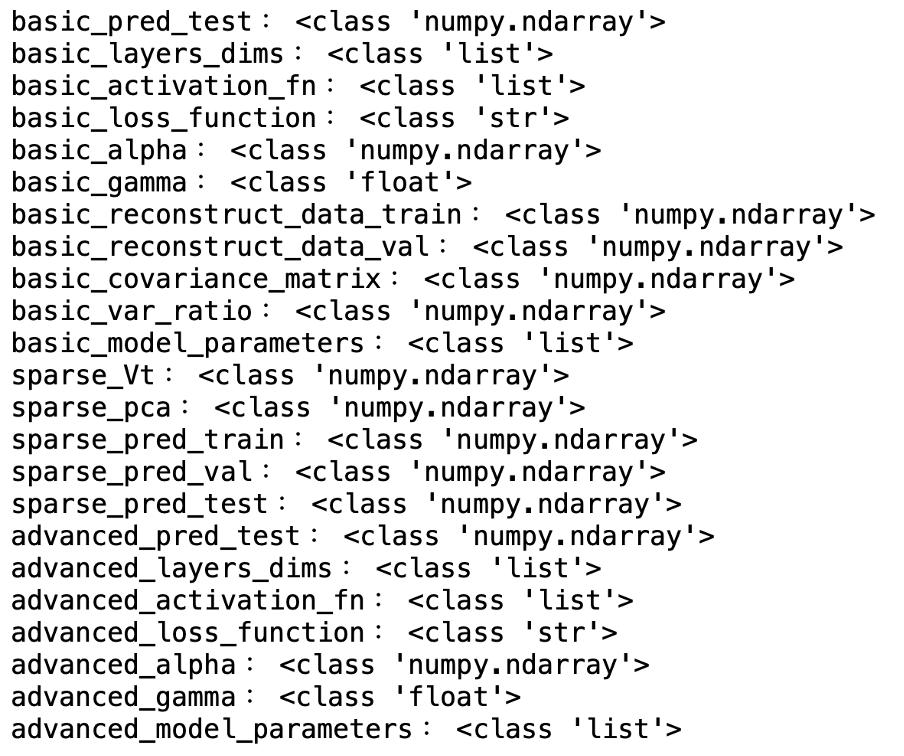 basic_pred_test: <class 'numpy.ndarray'>
basic_layers_dims: <class 'list'>
basic_activation_fn: <class 'list'>
basic_loss_function: <class 'str'>
basic_alpha: <class 'numpy.ndarray'>
basic_gamma: <class 'float'>
basic_reconstruct_data_train: <class 'numpy.ndarray'>
basic_reconstruct_data_val: <class 'numpy.ndarray'>
basic_covariance_matrix: <class 'numpy.ndarray'>
basic_var_ratio: <class 'numpy.ndarray'>
basic_model_parameters: <class 'list'>
sparse_Vt: <class 'numpy.ndarray'>
sparse_pca: <class 'numpy.ndarray'>
sparse_pred_train: <class 'numpy.ndarray'>
sparse_pred_val: <class 'numpy.ndarray'>
sparse_pred_test: <class 'numpy.ndarray'>
advanced_pred_test: <class 'numpy.ndarray'>
advanced_layers_dims: <class 'list'>
advanced_activation_fn: <class 'list'>
advanced_loss_function: <class 'str'>
advanced_alpha: <class 'numpy.ndarray'>
advanced_gamma: <class 'float'>
advanced_model_parameters: <class 'list'>